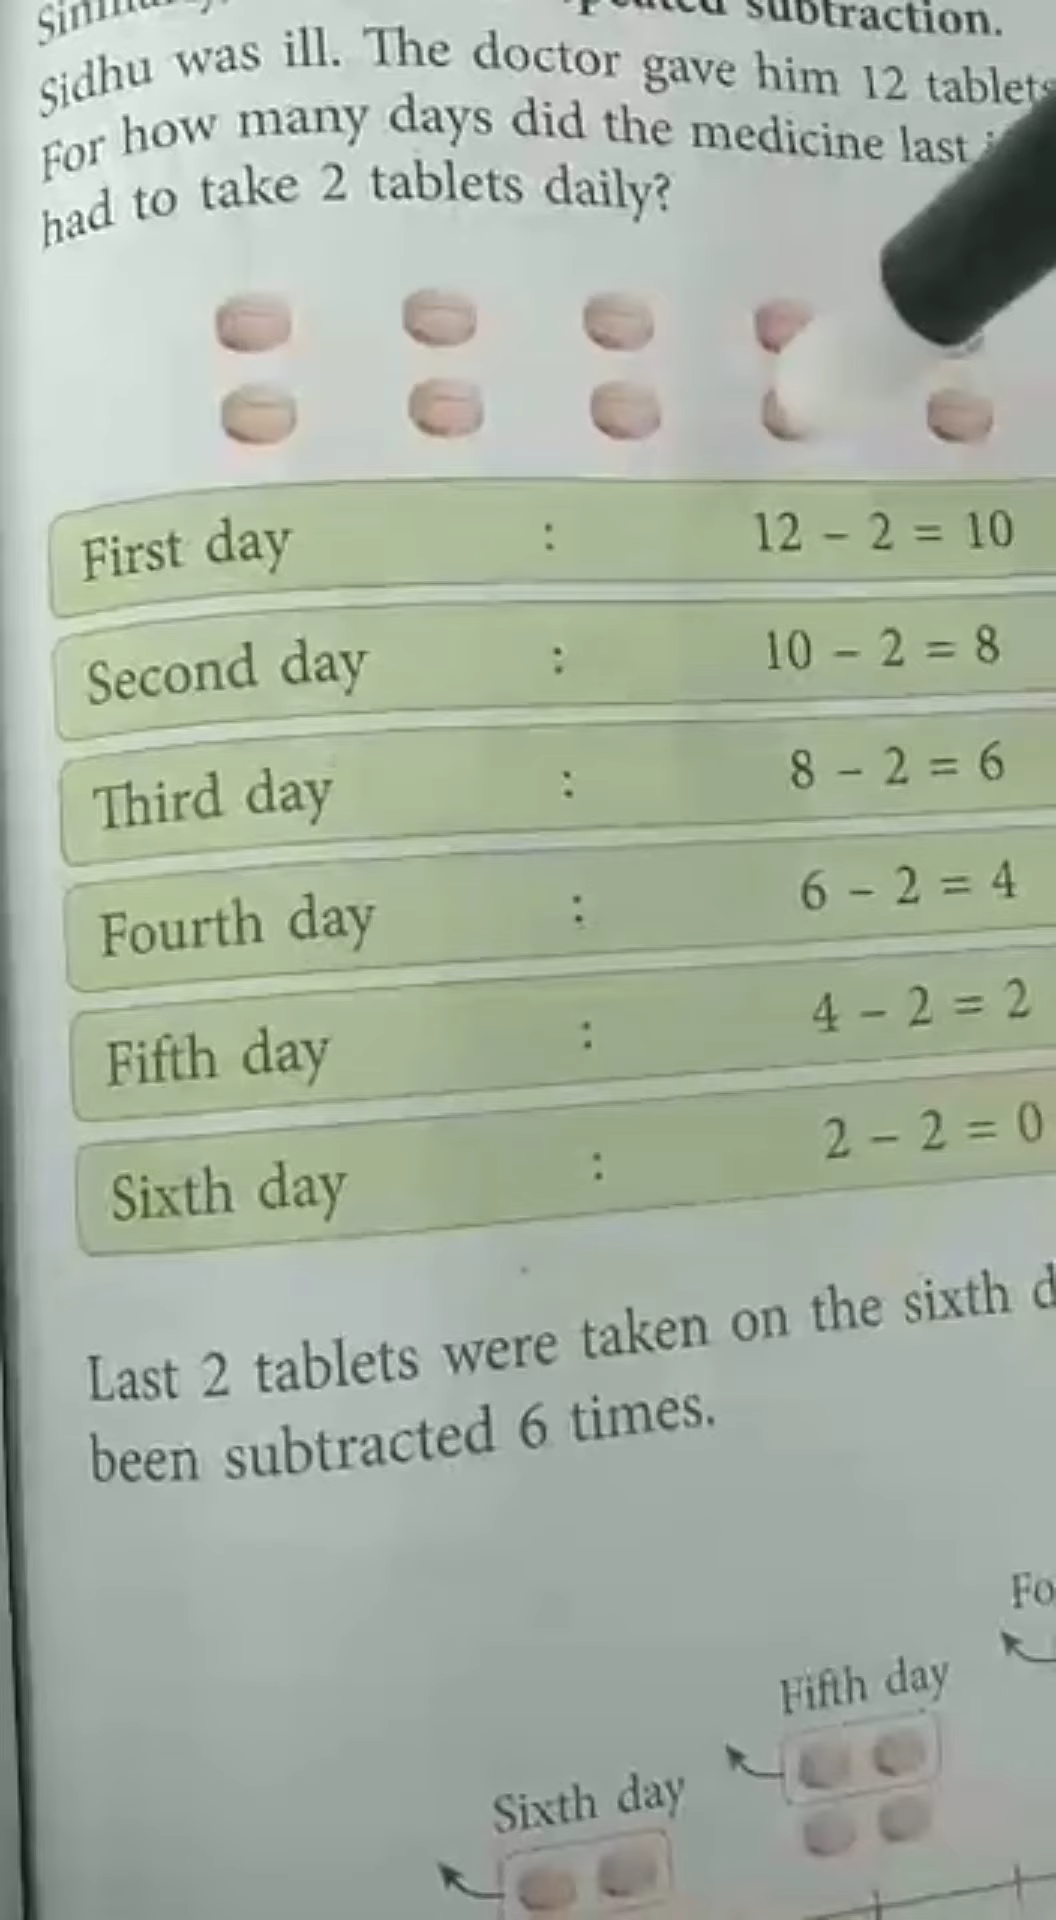 subtraction.
Sidhu was ill. The doctor gave him 12 tablets
For how many days did the medicine last
had to take 2 tablets daily?
First day : 12 - 2 = 10
Second day : 10 - 2 = 8
Third day : 8 - 2 = 6
Fourth day : 6 - 2 = 4
Fifth day : 4 - 2 = 2
Sixth day : 2 - 2 = 0
Last 2 tablets were taken on the sixth d
been subtracted 6 times.
Fo
Fifth day
Sixth day